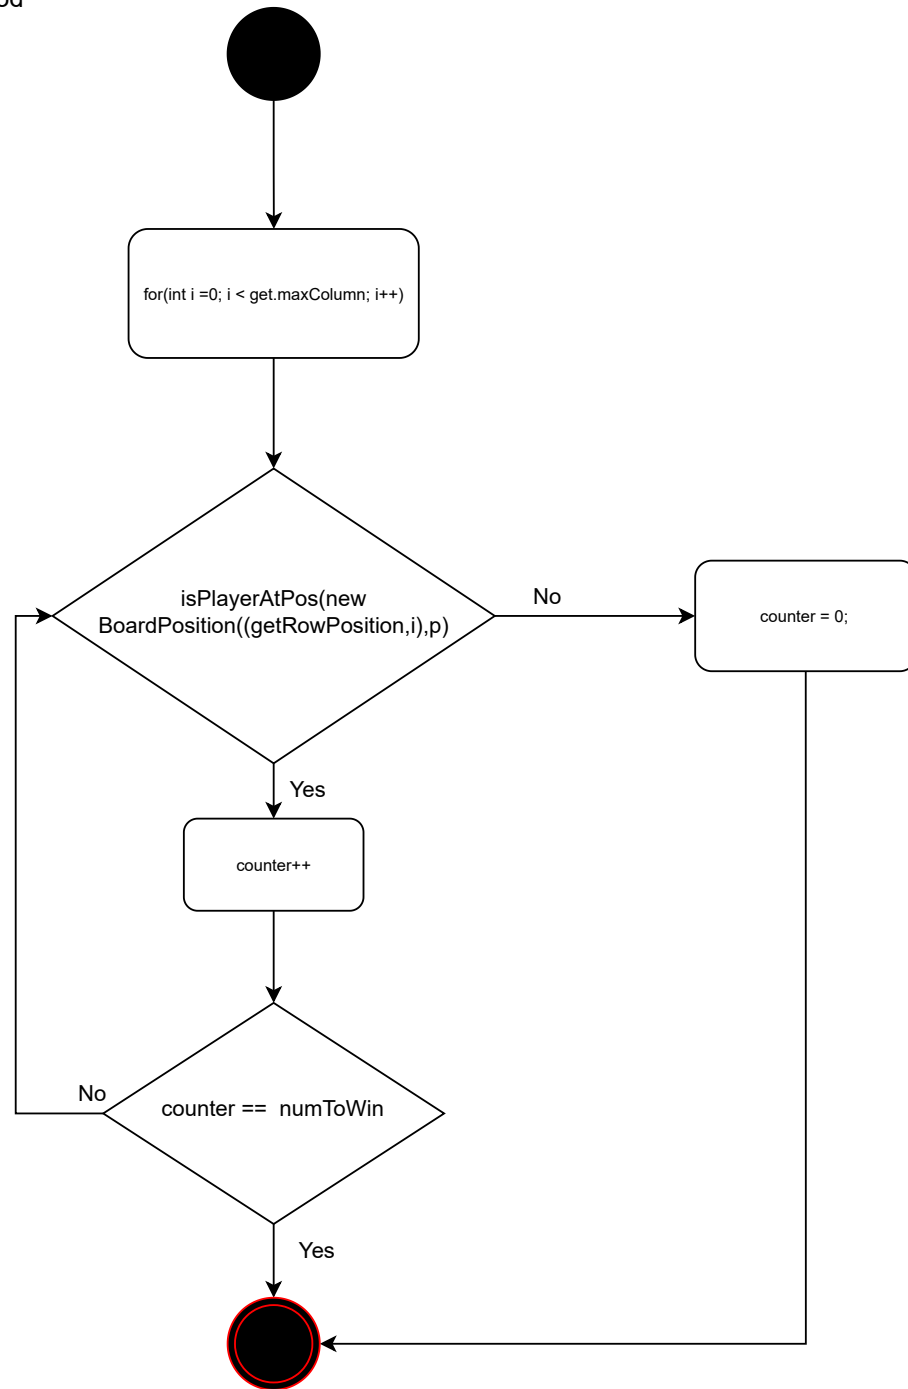 for(int i =0; i < get.maxColumn; i++)
isPlayerAtPos(new
BoardPosition((getRowPosition,i),p)
No
counter = 0;
Yes
counter++
No
counter == numToWin
Yes